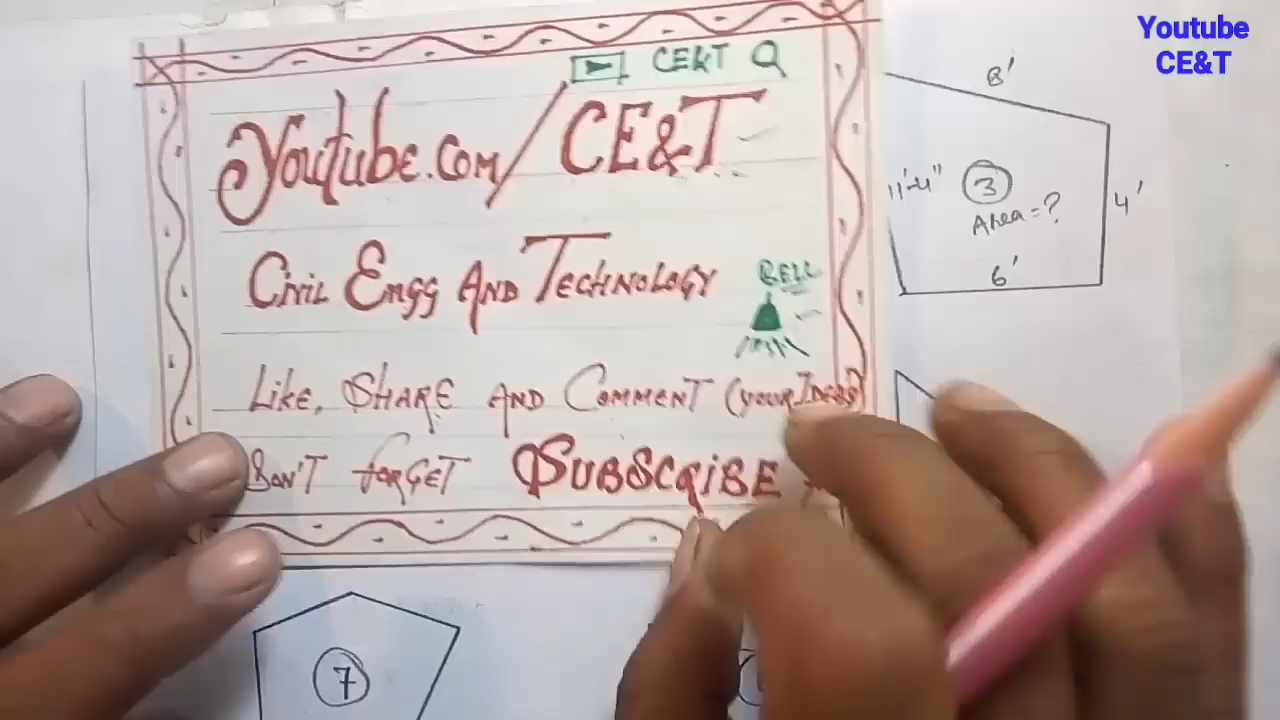 Youtube
CE&T
CE&T
Youtube.com/CE&T
Civil Engg And Technology
BELL
Like, Share And Comment (your Ideas)
Don't forget Subscribe
8'
11'-4"
3
Area=?
4'
6'
7